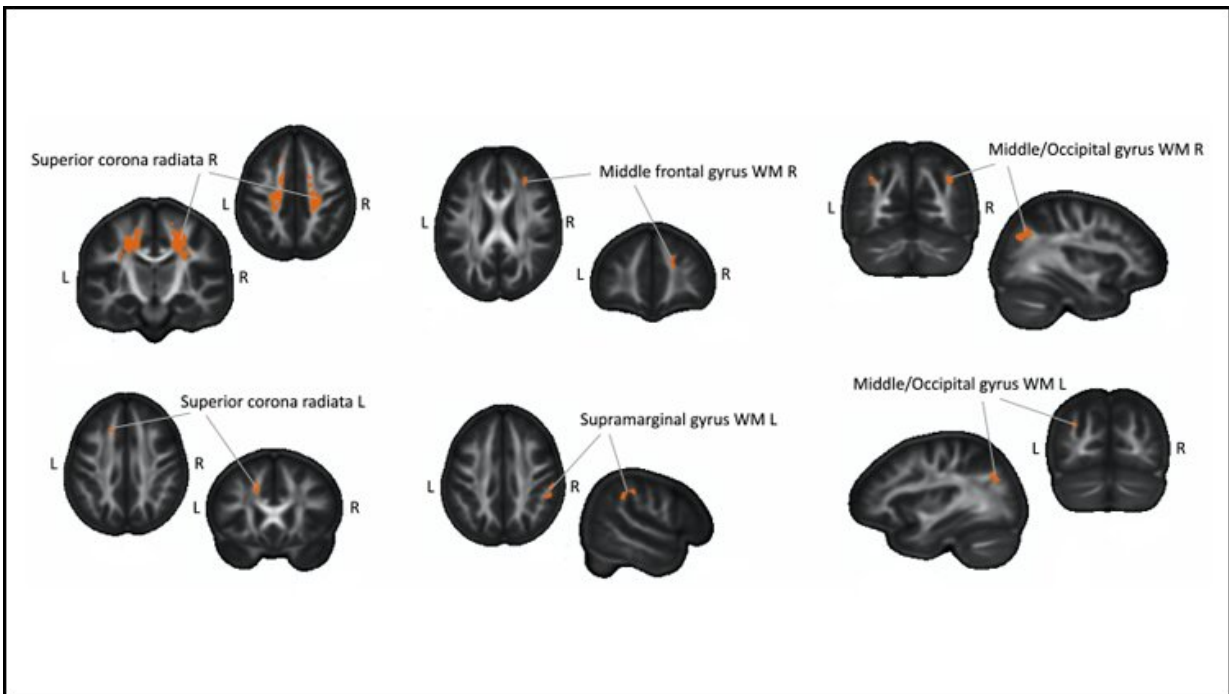 Superior corona radiata R
L
R
L
R
Middle frontal gyrus WM R
L
R
L
R
Middle/Occipital gyrus WM R
L
R
Superior corona radiata L
L
R
L
R
Supramarginal gyrus WM L
L
R
Middle/Occipital gyrus WM L
L
R